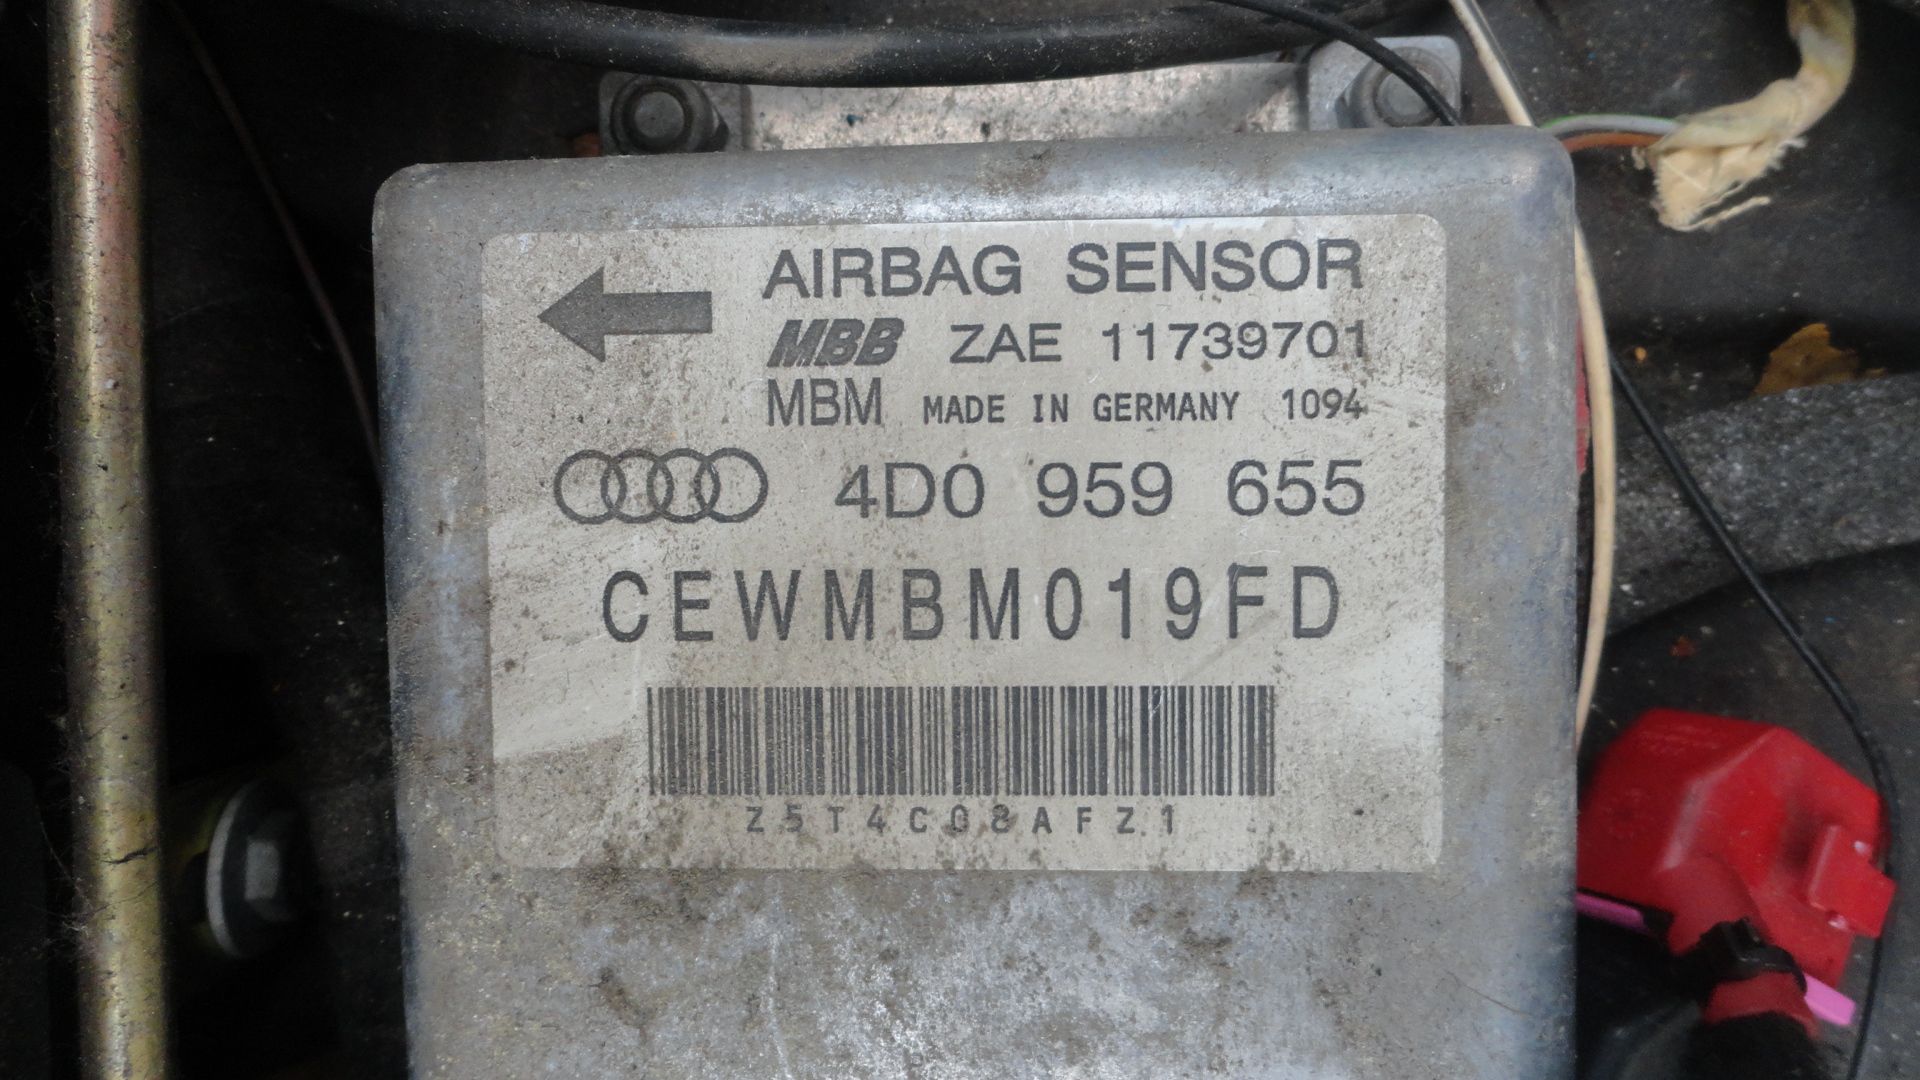 AIRBAG SENSOR
MBB ZAE 11739701
MBM MADE IN GERMANY 1094
4D0 959 655
CEWMBM019FD
Z5T4C08AFZ1